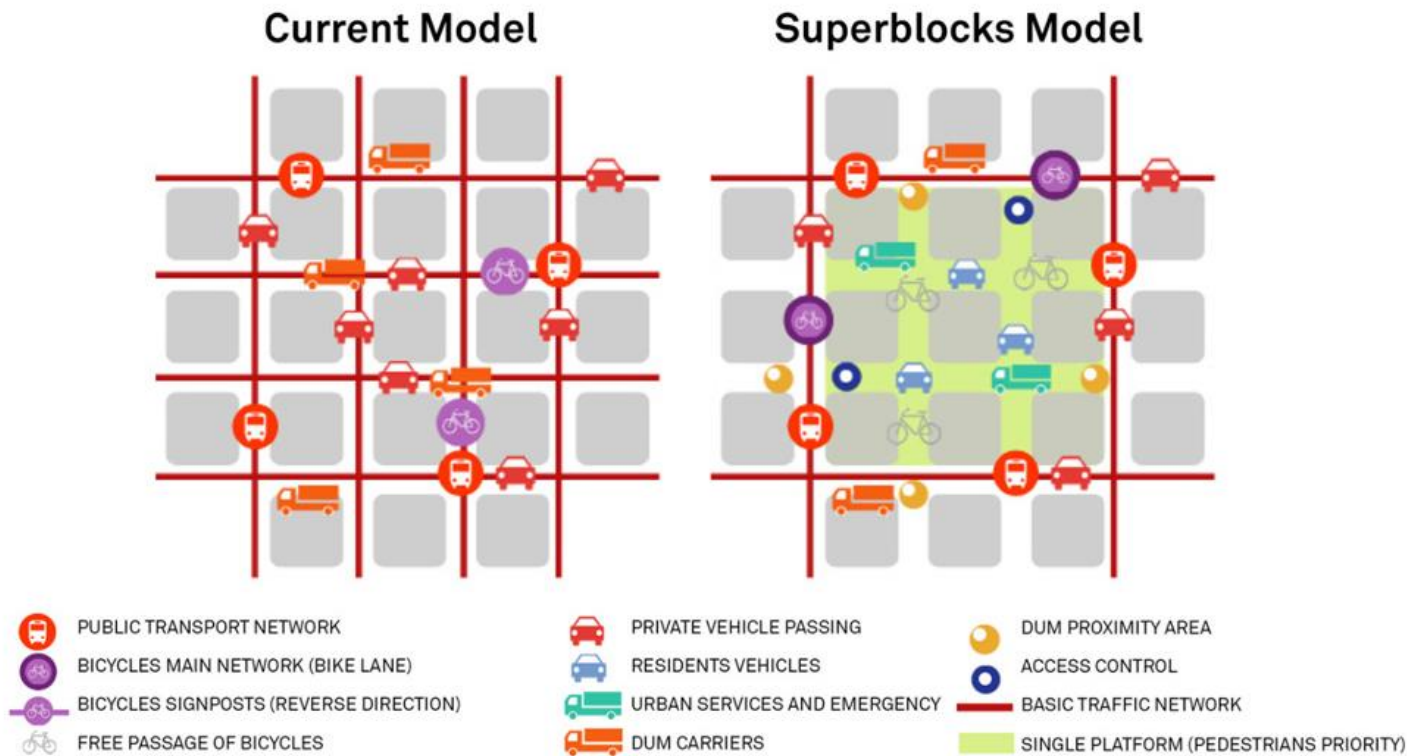 Current Model
Superblocks Model
PUBLIC TRANSPORT NETWORK
BICYCLES MAIN NETWORK (BIKE LANE)
BICYCLES SIGNPOSTS (REVERSE DIRECTION)
FREE PASSAGE OF BICYCLES
PRIVATE VEHICLE PASSING
RESIDENTS VEHICLES
URBAN SERVICES AND EMERGENCY
DUM CARRIERS
DUM PROXIMITY AREA
ACCESS CONTROL
BASIC TRAFFIC NETWORK
SINGLE PLATFORM (PEDESTRIANS PRIORITY)